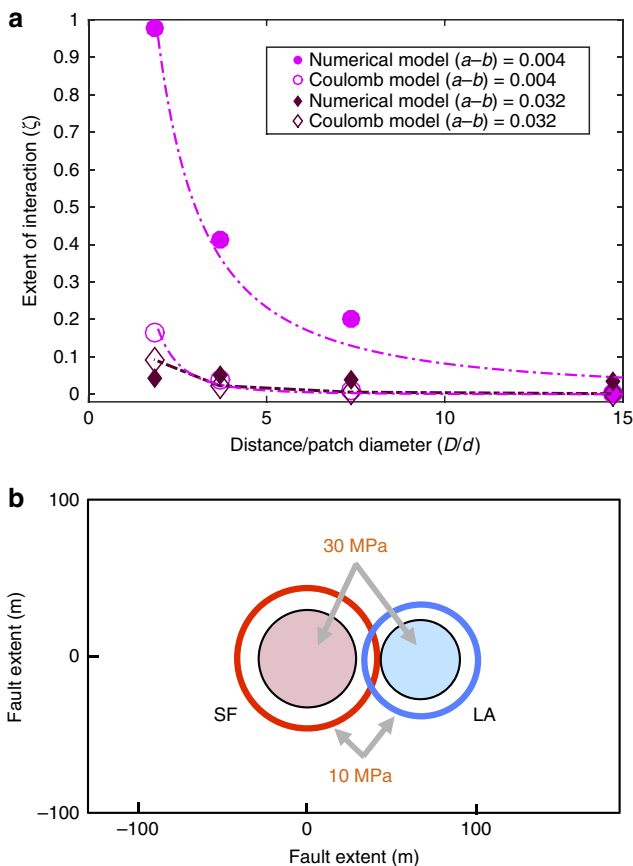 a
1
0.9
0.8
0.7
0.6
0.5
0.4
0.3
0.2
0.1
0
Extent of interaction (ζ)
Numerical model (a–b) = 0.004
Coulomb model (a–b) = 0.004
Numerical model (a–b) = 0.032
Coulomb model (a–b) = 0.032
0 5 10 15
Distance/patch diameter (D/d)
b
100
0
−100
Fault extent (m)
30 MPa
SF
LA
10 MPa
−100 0 100
Fault extent (m)